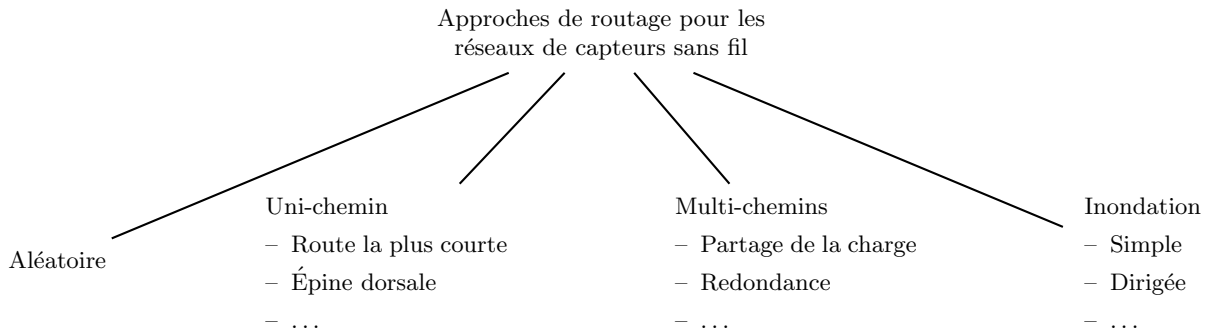 Approches de routage pour les
réseaux de capteurs sans fil
Aléatoire
Uni-chemin
– Route la plus courte
– Épine dorsale
– ...
Multi-chemins
– Partage de la charge
– Redondance
– ...
Inondation
– Simple
– Dirigée
– ...